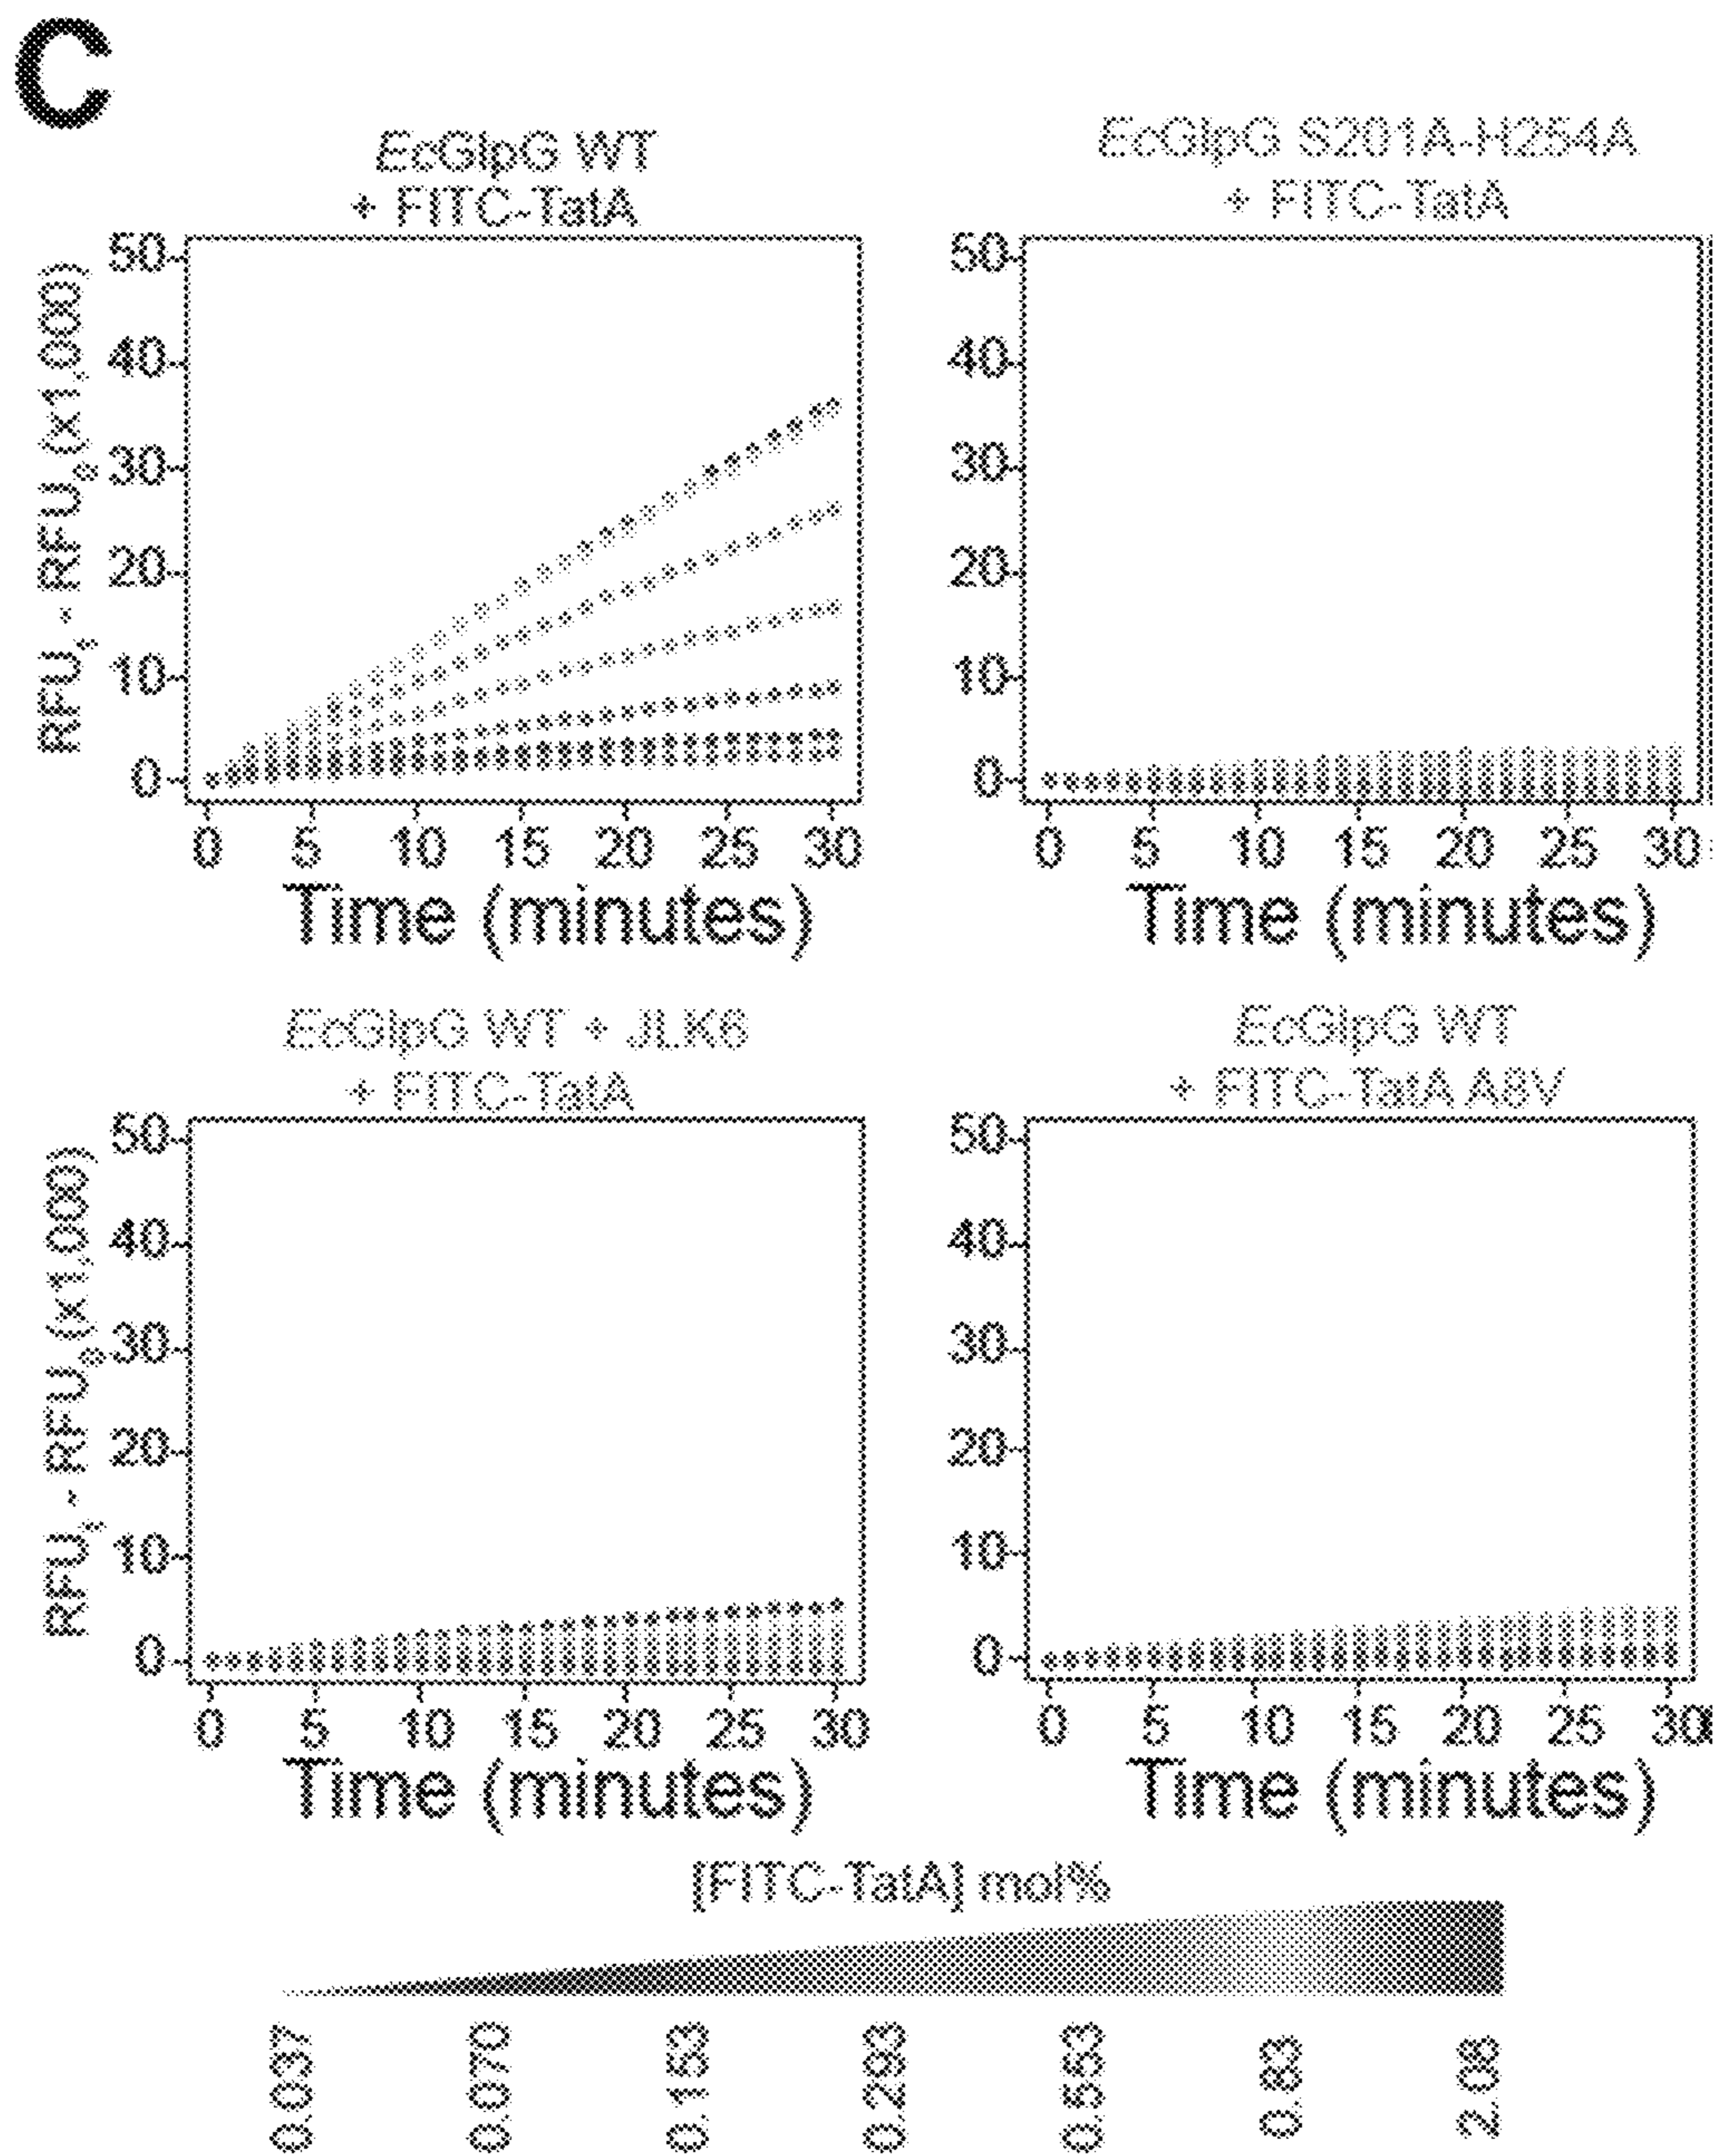 C
EcGlpG WT
+ FITC-TatA
RFUt - RFU0 (x1,000)
50
40
30
20
10
0
0 5 10 15 20 25 30
Time (minutes)
EcGlpG S201A-H254A
+ FITC-TatA
50
40
30
20
10
0
0 5 10 15 20 25 30
Time (minutes)
EcGlpG WT + JLK6
+ FITC-TatA
RFUt - RFU0 (x1,000)
50
40
30
20
10
0
0 5 10 15 20 25 30
Time (minutes)
EcGlpG WT
+ FITC-TatA A8V
50
40
30
20
10
0
0 5 10 15 20 25 30
Time (minutes)
[FITC-TatA] mol%
0.037 0.070 0.153 0.293 0.553 0.83 2.08